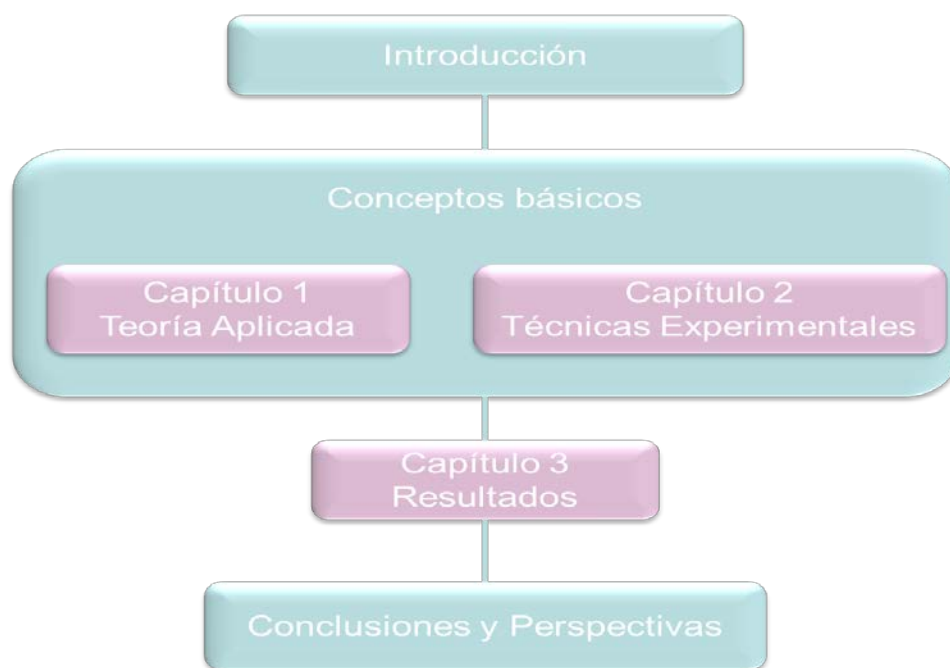 Introducción
Conceptos básicos
Capítulo 1
Teoría Aplicada
Capítulo 2
Técnicas Experimentales
Capítulo 3
Resultados
Conclusiones y Perspectivas